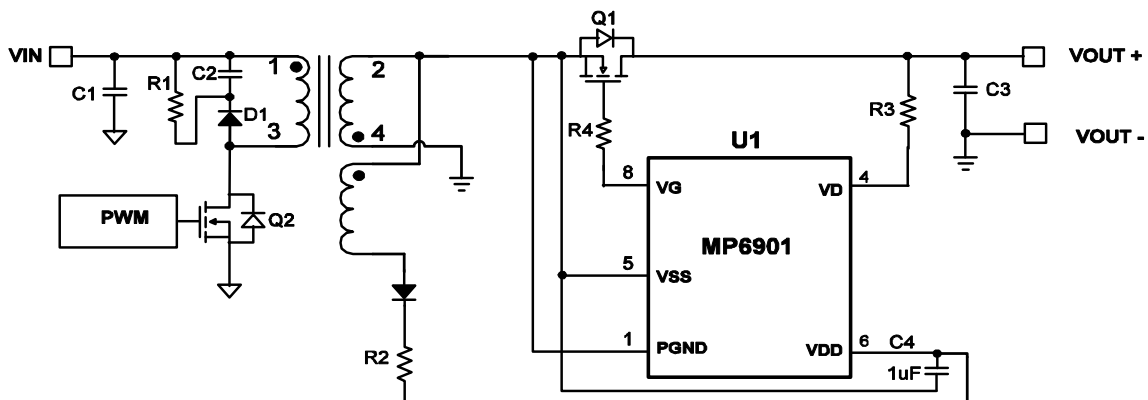 Q1
VIN
1
2
VOUT +
C2
R1
C1
D1
C3
3
4
R4
R3
U1
VOUT -
8
VG
4
VD
PWM
Q2
MP6901
5
VSS
1
PGND
VDD
6
C4
R2
1uF